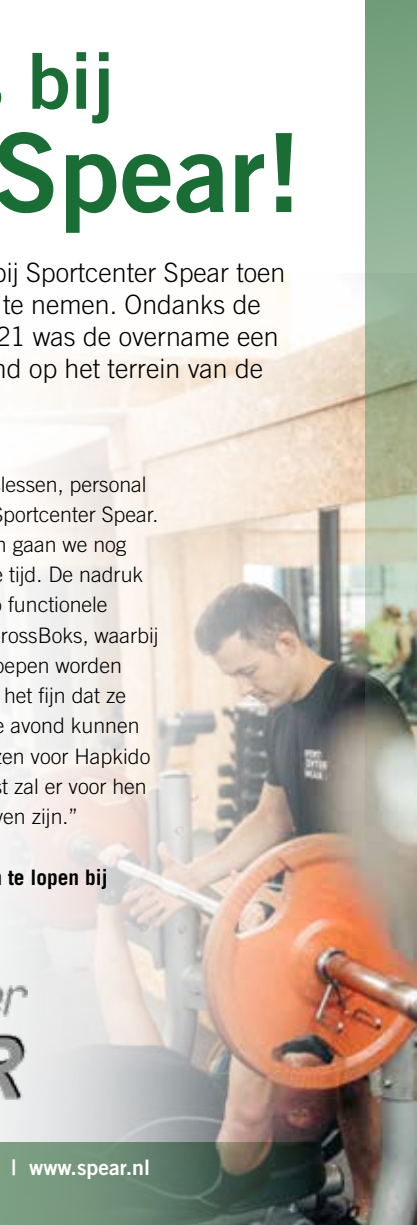 bij
Spear!
bij Sportcenter Spear toen
te nemen. Ondanks de
21 was de overname een
nd op het terrein van de
lessen, personal
Sportcenter Spear.
n gaan we nog
e tijd. De nadruk
functionele
rossBoks, waarbij
oepen worden
het fijn dat ze
e avond kunnen
zen voor Hapkido
st zal er voor hen
ven zijn.”
te lopen bij
er
R
| www.spear.nl